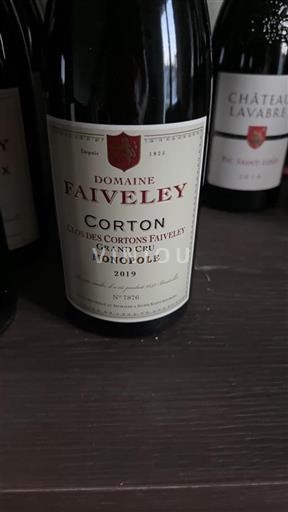 Depuis 1825
DOMAINE
FAIVELEY
CORTON
CLOS DES CORTONS FAIVELEY
GRAND CRU
MONOPOLE
2019
N° 7876
CHÂTEAU
LAVABRE
PIC SAINT-LOUP
EY
X